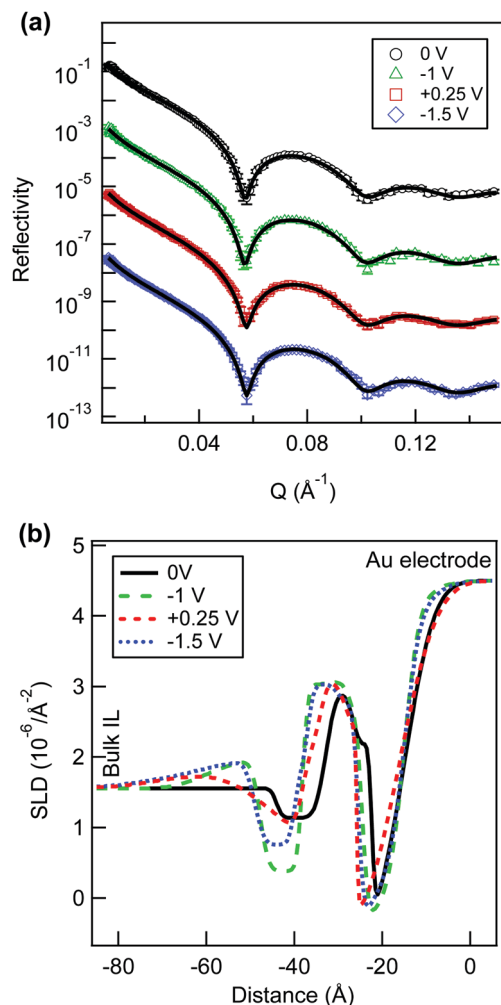 (a)
0 V
-1 V
+0.25 V
-1.5 V
Reflectivity
10⁻¹
10⁻³
10⁻⁵
10⁻⁷
10⁻⁹
10⁻¹¹
10⁻¹³
0.04
0.08
0.12
Q (Å⁻¹)
(b)
Au electrode
0V
-1 V
+0.25 V
-1.5 V
Bulk IL
SLD (10⁻⁶/Å⁻²)
5
4
3
2
1
0
-80
-60
-40
-20
0
Distance (Å)